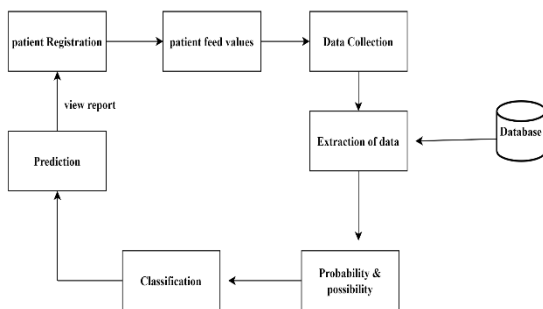 patient Registration
patient feed values
Data Collection
view report
Database
Prediction
Extraction of data
Classification
Probability &
possibility